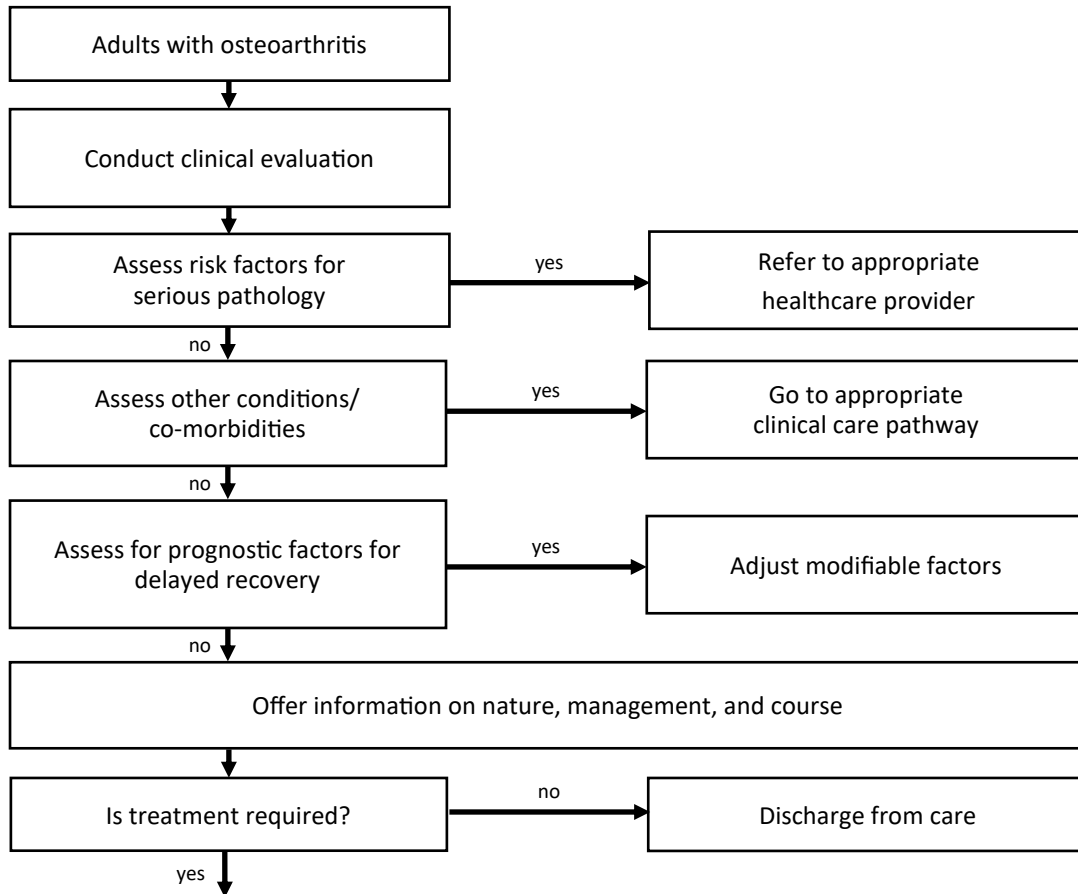 Adults with osteoarthritis
Conduct clinical evaluation
Assess risk factors for
serious pathology
yes
Refer to appropriate
healthcare provider
no
Assess other conditions/
co-morbidities
yes
Go to appropriate
clinical care pathway
no
Assess for prognostic factors for
delayed recovery
yes
Adjust modifiable factors
no
Offer information on nature, management, and course
Is treatment required?
no
Discharge from care
yes